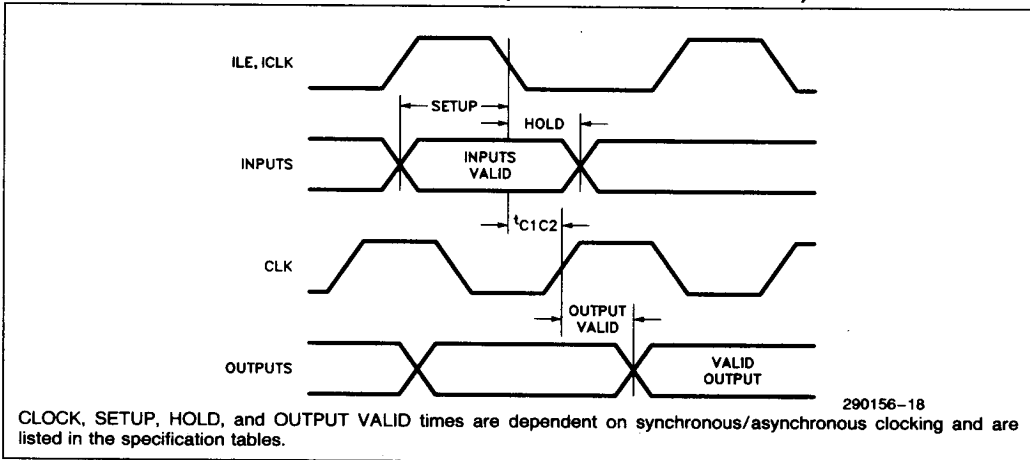 ILE, ICLK
SETUP
HOLD
INPUTS
INPUTS
VALID
tC1C2
CLK
OUTPUT
VALID
OUTPUTS
VALID
OUTPUT
290156–18
CLOCK, SETUP, HOLD, and OUTPUT VALID times are dependent on synchronous/asynchronous clocking and are
listed in the specification tables.